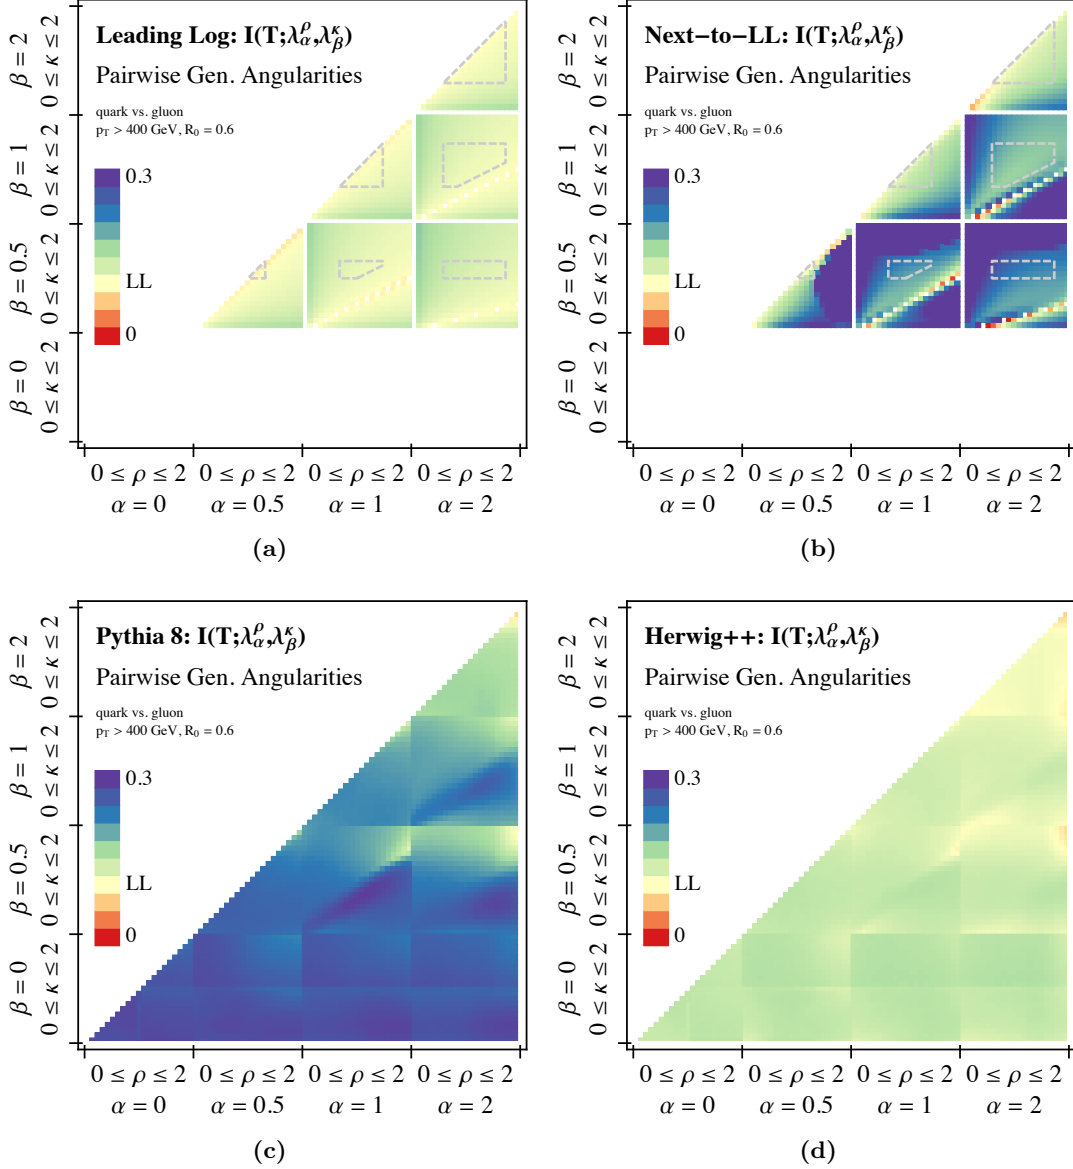 Leading Log: I(T;λ_α^ρ,λ_β^κ)
Pairwise Gen. Angularities
quark vs. gluon
p_T > 400 GeV, R_0 = 0.6
0.3
LL
0
β = 2
0 ≤ κ ≤ 2
β = 1
0 ≤ κ ≤ 2
β = 0.5
0 ≤ κ ≤ 2
β = 0
0 ≤ κ ≤ 2
0 ≤ ρ ≤ 2 0 ≤ ρ ≤ 2 0 ≤ ρ ≤ 2 0 ≤ ρ ≤ 2
α = 0 α = 0.5 α = 1 α = 2
(a)
Next−to−LL: I(T;λ_α^ρ,λ_β^κ)
Pairwise Gen. Angularities
quark vs. gluon
p_T > 400 GeV, R_0 = 0.6
0.3
LL
0
β = 2
0 ≤ κ ≤ 2
β = 1
0 ≤ κ ≤ 2
β = 0.5
0 ≤ κ ≤ 2
β = 0
0 ≤ κ ≤ 2
0 ≤ ρ ≤ 2 0 ≤ ρ ≤ 2 0 ≤ ρ ≤ 2 0 ≤ ρ ≤ 2
α = 0 α = 0.5 α = 1 α = 2
(b)
Pythia 8: I(T;λ_α^ρ,λ_β^κ)
Pairwise Gen. Angularities
quark vs. gluon
p_T > 400 GeV, R_0 = 0.6
0.3
LL
0
β = 2
0 ≤ κ ≤ 2
β = 1
0 ≤ κ ≤ 2
β = 0.5
0 ≤ κ ≤ 2
β = 0
0 ≤ κ ≤ 2
0 ≤ ρ ≤ 2 0 ≤ ρ ≤ 2 0 ≤ ρ ≤ 2 0 ≤ ρ ≤ 2
α = 0 α = 0.5 α = 1 α = 2
(c)
Herwig++: I(T;λ_α^ρ,λ_β^κ)
Pairwise Gen. Angularities
quark vs. gluon
p_T > 400 GeV, R_0 = 0.6
0.3
LL
0
β = 2
0 ≤ κ ≤ 2
β = 1
0 ≤ κ ≤ 2
β = 0.5
0 ≤ κ ≤ 2
β = 0
0 ≤ κ ≤ 2
0 ≤ ρ ≤ 2 0 ≤ ρ ≤ 2 0 ≤ ρ ≤ 2 0 ≤ ρ ≤ 2
α = 0 α = 0.5 α = 1 α = 2
(d)